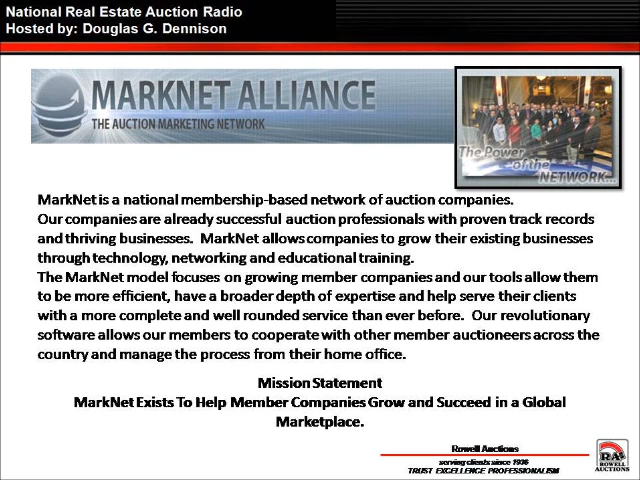 National Real Estate Auction Radio
Hosted by: Douglas G. Dennison
MARKNET ALLIANCE
THE AUCTION MARKETING NETWORK
The Power
of the
NETWORK...
MarkNet is a national membership-based network of auction companies.
Our companies are already successful auction professionals with proven track records
and thriving businesses. MarkNet allows companies to grow their existing businesses
through technology, networking and educational training.
The MarkNet model focuses on growing member companies and our tools allow them
to be more efficient, have a broader depth of expertise and help serve their clients
with a more complete and well rounded service than ever before. Our revolutionary
software allows our members to cooperate with other member auctioneers across the
country and manage the process from their home office.
Mission Statement
MarkNet Exists To Help Member Companies Grow and Succeed in a Global
Marketplace.
Rowell Auctions
serving clients since 1936
TRUST EXCELLENCE PROFESSIONALISM
RA
ROWELL
AUCTIONS